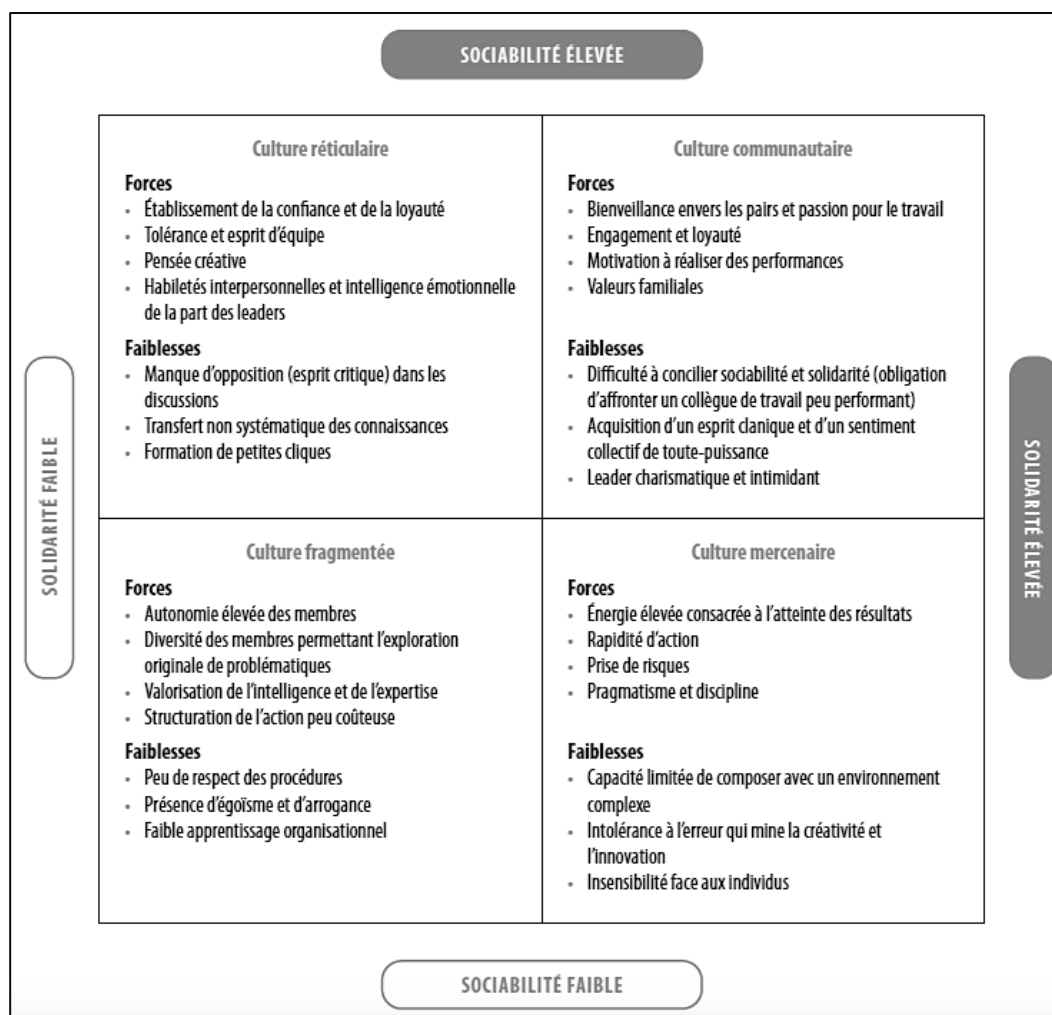 SOCIABILITÉ ÉLEVÉE
Culture réticulaire
Forces
• Établissement de la confiance et de la loyauté
• Tolérance et esprit d'équipe
• Pensée créative
• Habiletés interpersonnelles et intelligence émotionnelle
de la part des leaders
Faiblesses
• Manque d'opposition (esprit critique) dans les
discussions
• Transfert non systématique des connaissances
• Formation de petites cliques
Culture communautaire
Forces
• Bienveillance envers les pairs et passion pour le travail
• Engagement et loyauté
• Motivation à réaliser des performances
• Valeurs familiales
Faiblesses
• Difficulté à concilier sociabilité et solidarité (obligation
d'affronter un collègue de travail peu performant)
• Acquisition d'un esprit clanique et d'un sentiment
collectif de toute-puissance
• Leader charismatique et intimidant
SOLIDARITÉ FAIBLE
SOLIDARITÉ ÉLEVÉE
Culture fragmentée
Forces
• Autonomie élevée des membres
• Diversité des membres permettant l'exploration
originale de problématiques
• Valorisation de l'intelligence et de l'expertise
• Structuration de l'action peu coûteuse
Faiblesses
• Peu de respect des procédures
• Présence d'égoïsme et d'arrogance
• Faible apprentissage organisationnel
Culture mercenaire
Forces
• Énergie élevée consacrée à l'atteinte des résultats
• Rapidité d'action
• Prise de risques
• Pragmatisme et discipline
Faiblesses
• Capacité limitée de composer avec un environnement
complexe
• Intolérance à l'erreur qui mine la créativité et
l'innovation
• Insensibilité face aux individus
SOCIABILITÉ FAIBLE